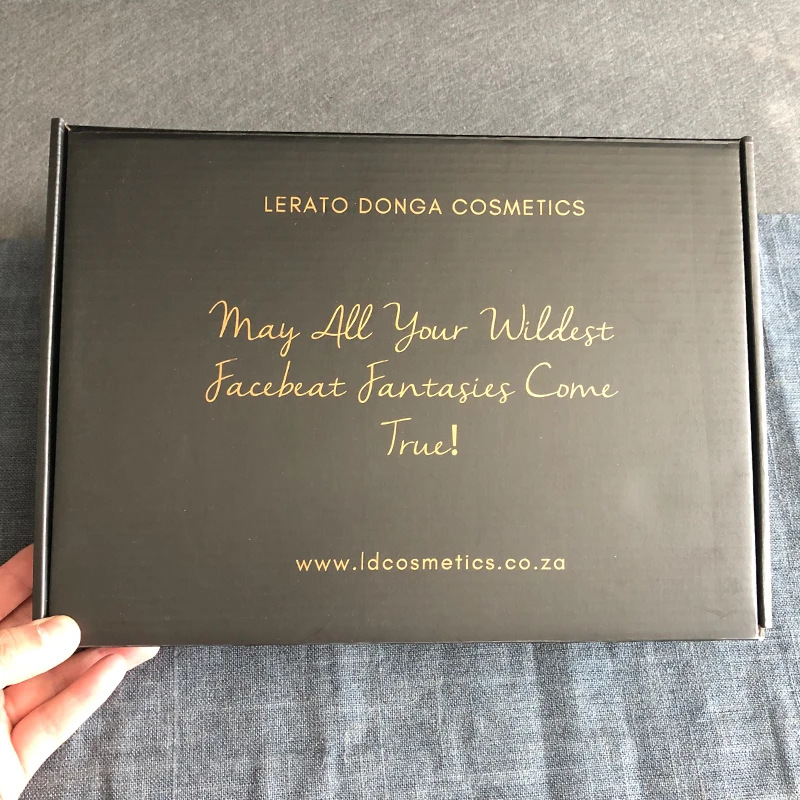 LERATO DONGA COSMETICS
May All Your Wildest
Facebeat Fantasies Come
True!
www.ldcosmetics.co.za